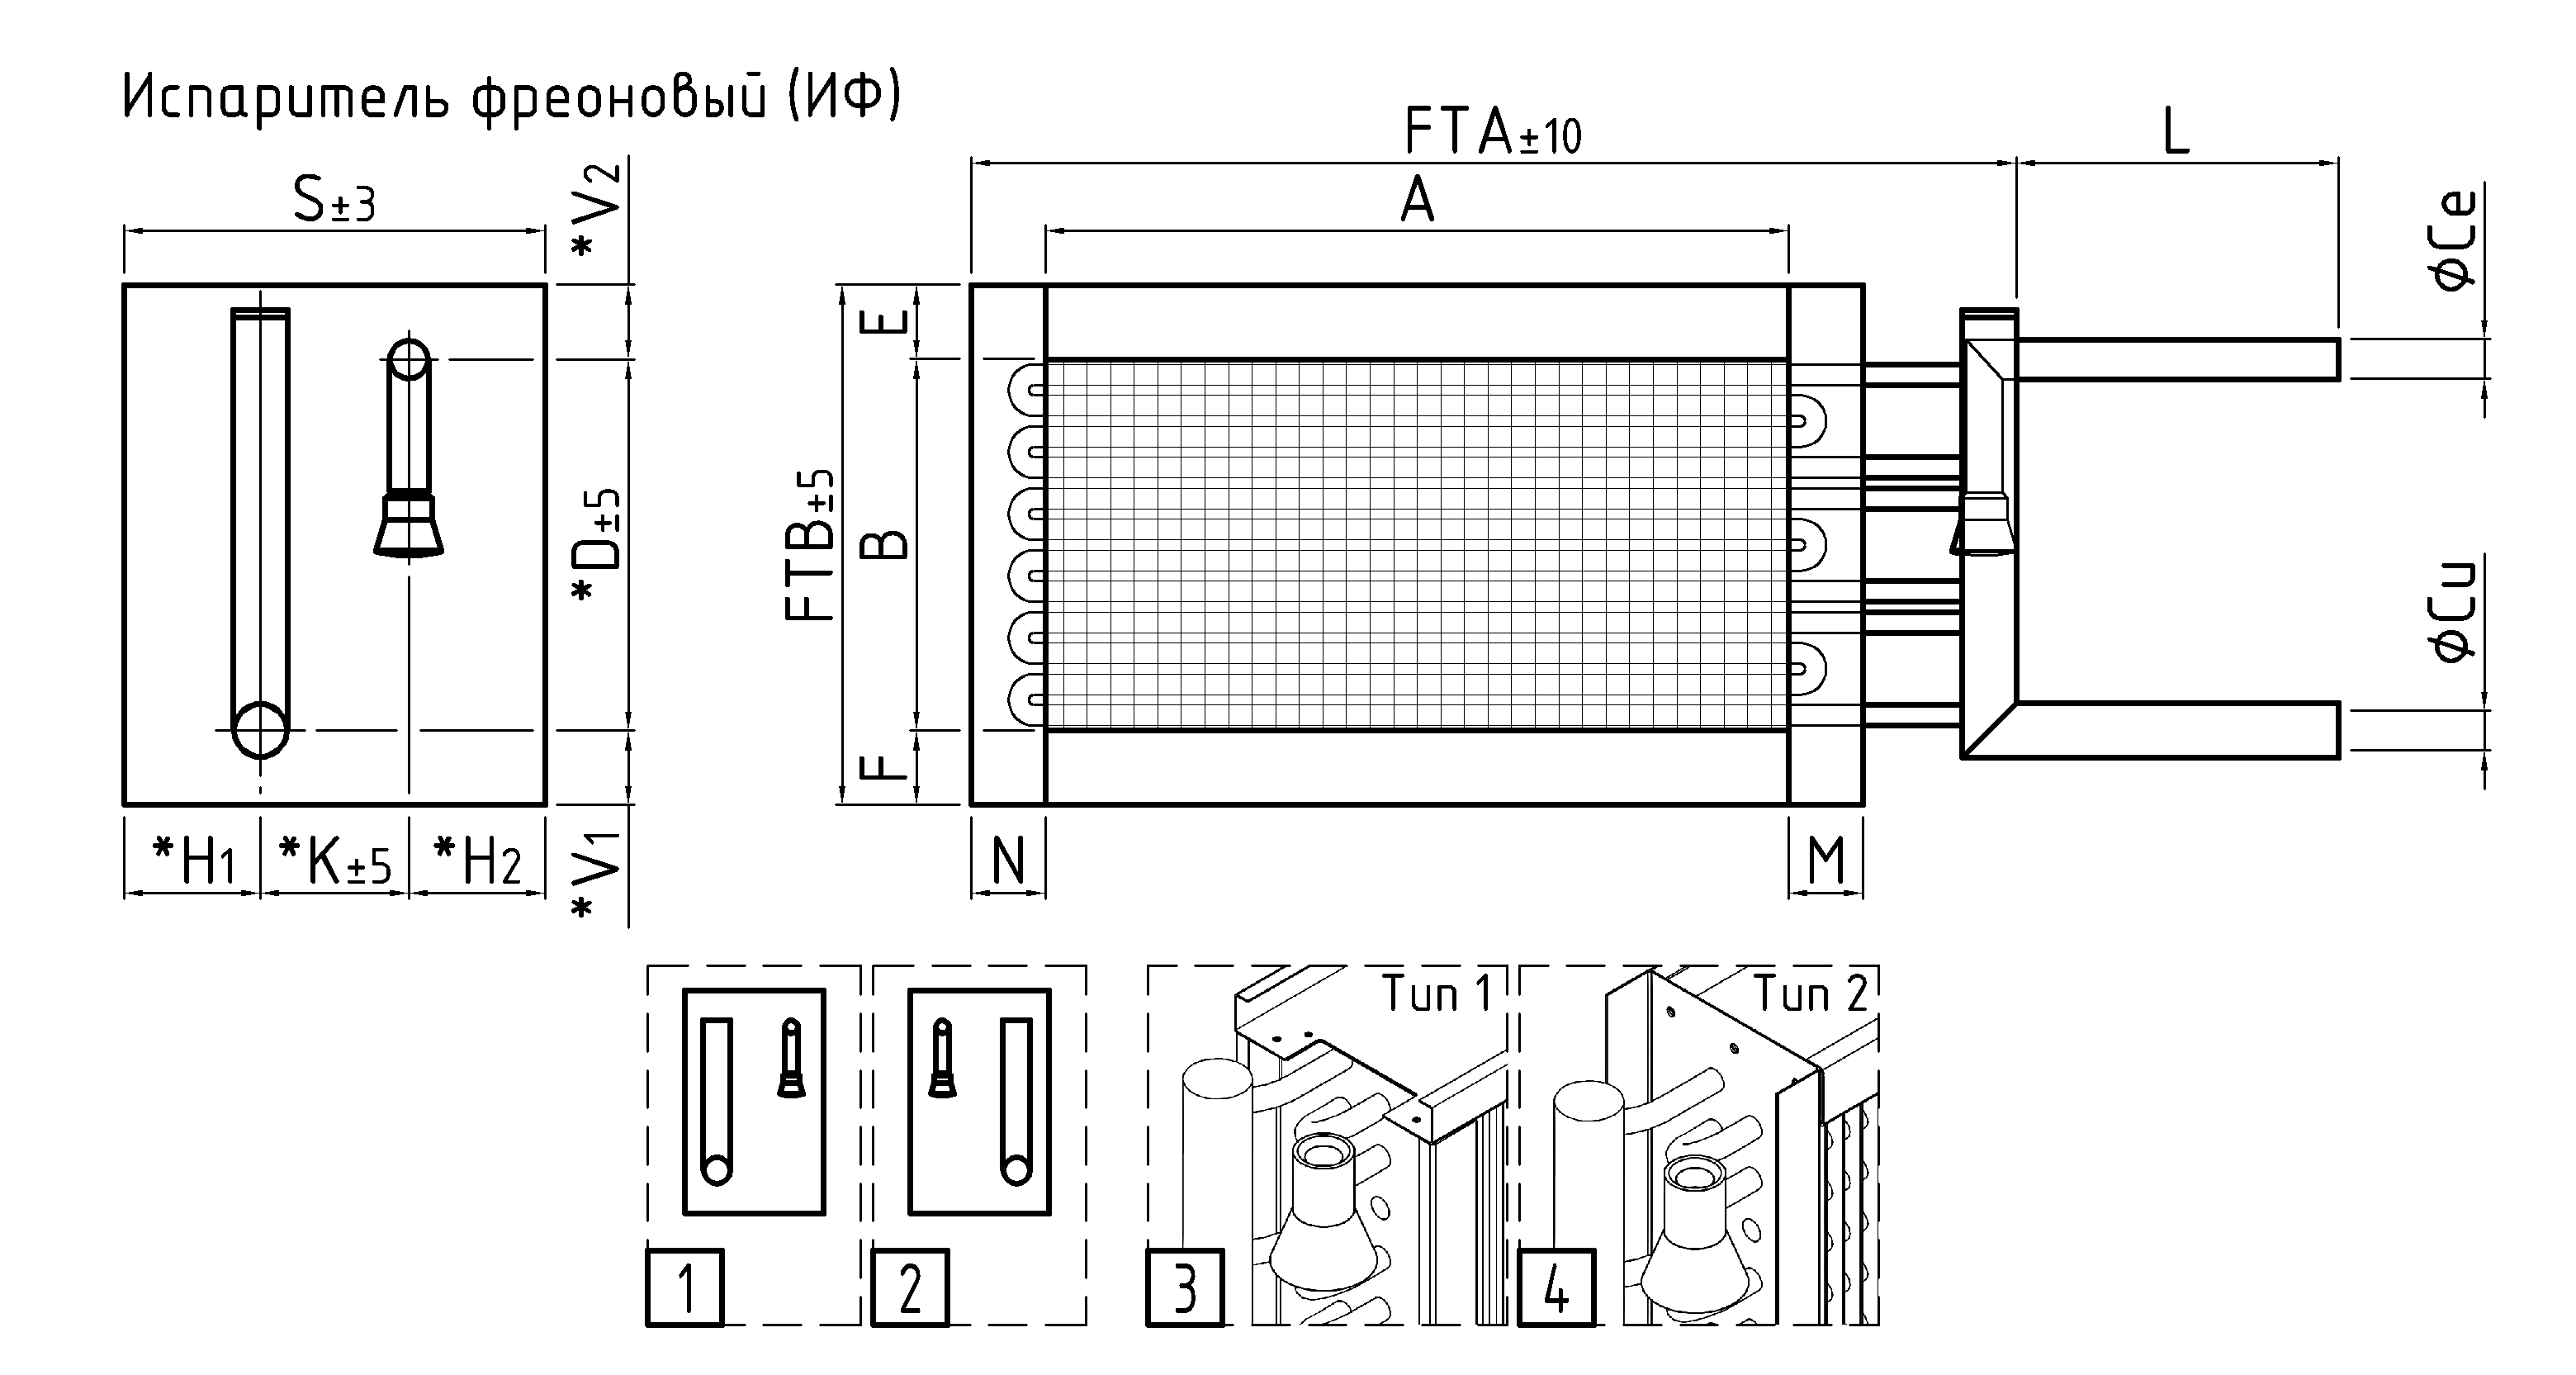 Испаритель фреоновый (ИФ)
FTA±10
L
S±3
*V2
A
øCe
E
*D±5
FTB±5
B
øCu
F
*H1
*K±5
*H2
*V1
N
M
Тип 1
Тип 2
1
2
3
4